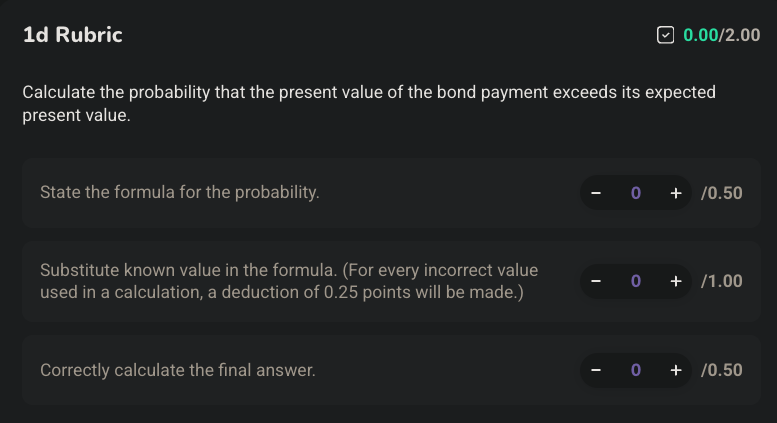 1d Rubric 0.00/2.00
Calculate the probability that the present value of the bond payment exceeds its expected
present value.
State the formula for the probability. − 0 + /0.50
Substitute known value in the formula. (For every incorrect value
used in a calculation, a deduction of 0.25 points will be made.) − 0 + /1.00
Correctly calculate the final answer. − 0 + /0.50